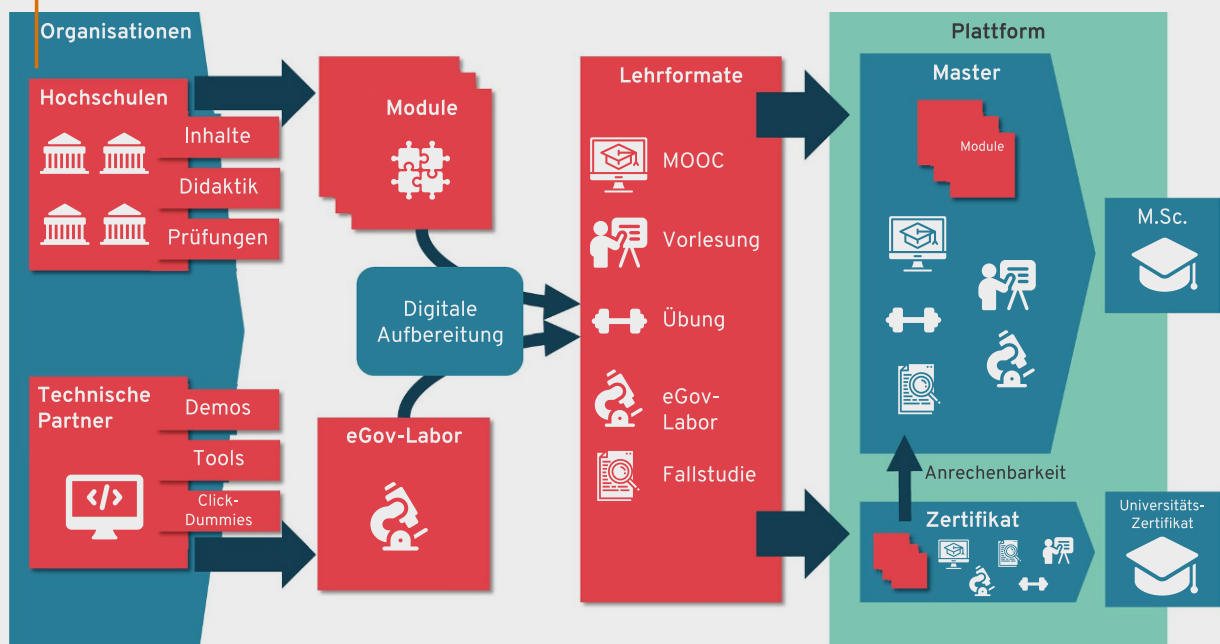 Organisationen
Hochschulen
Inhalte
Didaktik
Prüfungen
Technische
Partner
Demos
Tools
Click-
Dummies
Module
Digitale
Aufbereitung
eGov-Labor
Lehrformate
MOOC
Vorlesung
Übung
eGov-
Labor
Fallstudie
Plattform
Master
Module
M.Sc.
Anrechenbarkeit
Zertifikat
Universitäts-
Zertifikat